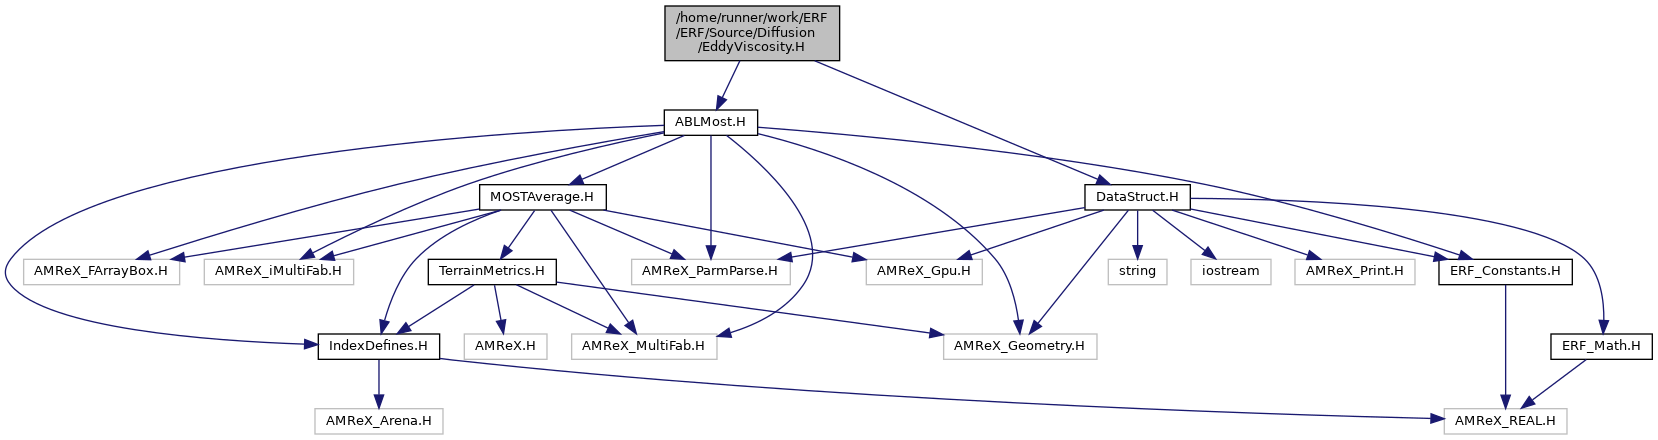 /home/runner/work/ERF
/ERF/Source/Diffusion
/EddyViscosity.H
ABLMost.H
MOSTAverage.H
DataStruct.H
AMReX_FArrayBox.H
AMReX_iMultiFab.H
TerrainMetrics.H
AMReX_ParmParse.H
AMReX_Gpu.H
string
iostream
AMReX_Print.H
ERF_Constants.H
IndexDefines.H
AMReX.H
AMReX_MultiFab.H
AMReX_Geometry.H
ERF_Math.H
AMReX_Arena.H
AMReX_REAL.H